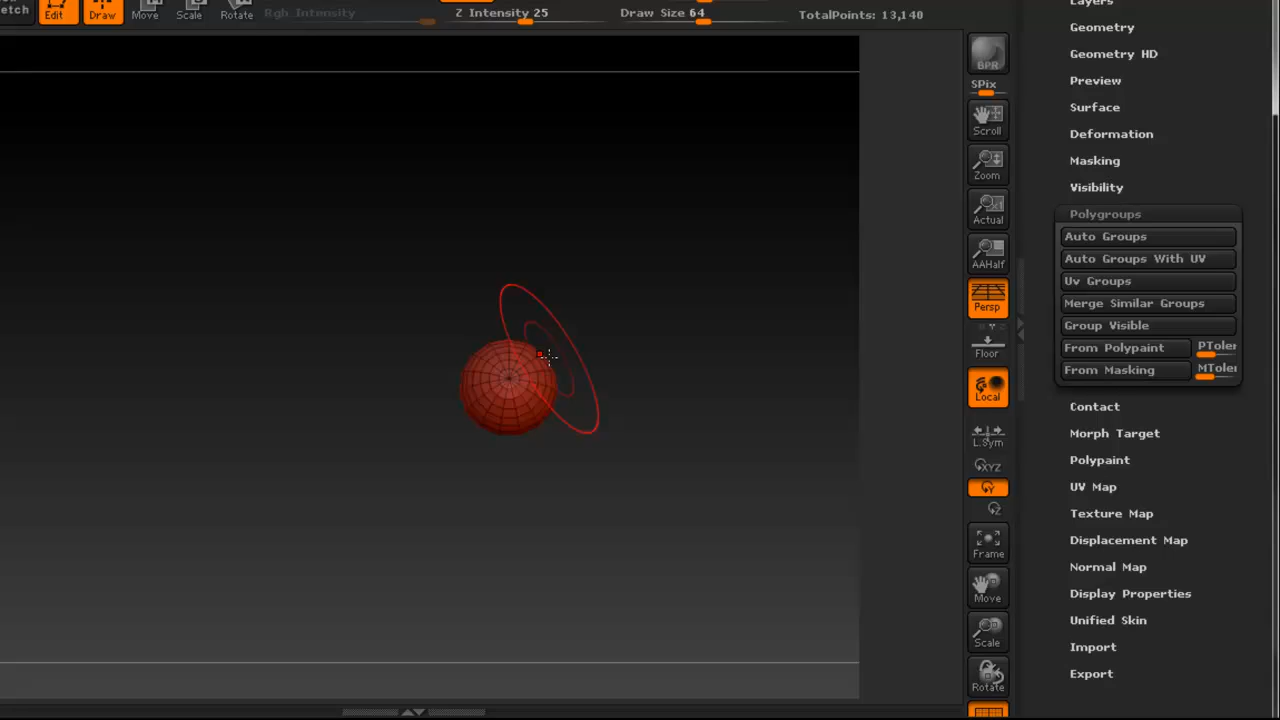 etch
Edit
Draw
Move
Scale
Rotate
Rgb Intensity
Z Intensity 25
Draw Size 64
TotalPoints: 13,140
BPR
SPix
Scroll
Zoom
Actual
AAHalf
Persp
Floor
Local
L.Sym
XYZ
Y
Z
Frame
Move
Scale
Rotate
Layers
Geometry
Geometry HD
Preview
Surface
Deformation
Masking
Visibility
Polygroups
Auto Groups
Auto Groups With UV
Uv Groups
Merge Similar Groups
Group Visible
From Polypaint PToler
From Masking MToler
Contact
Morph Target
Polypaint
UV Map
Texture Map
Displacement Map
Normal Map
Display Properties
Unified Skin
Import
Export